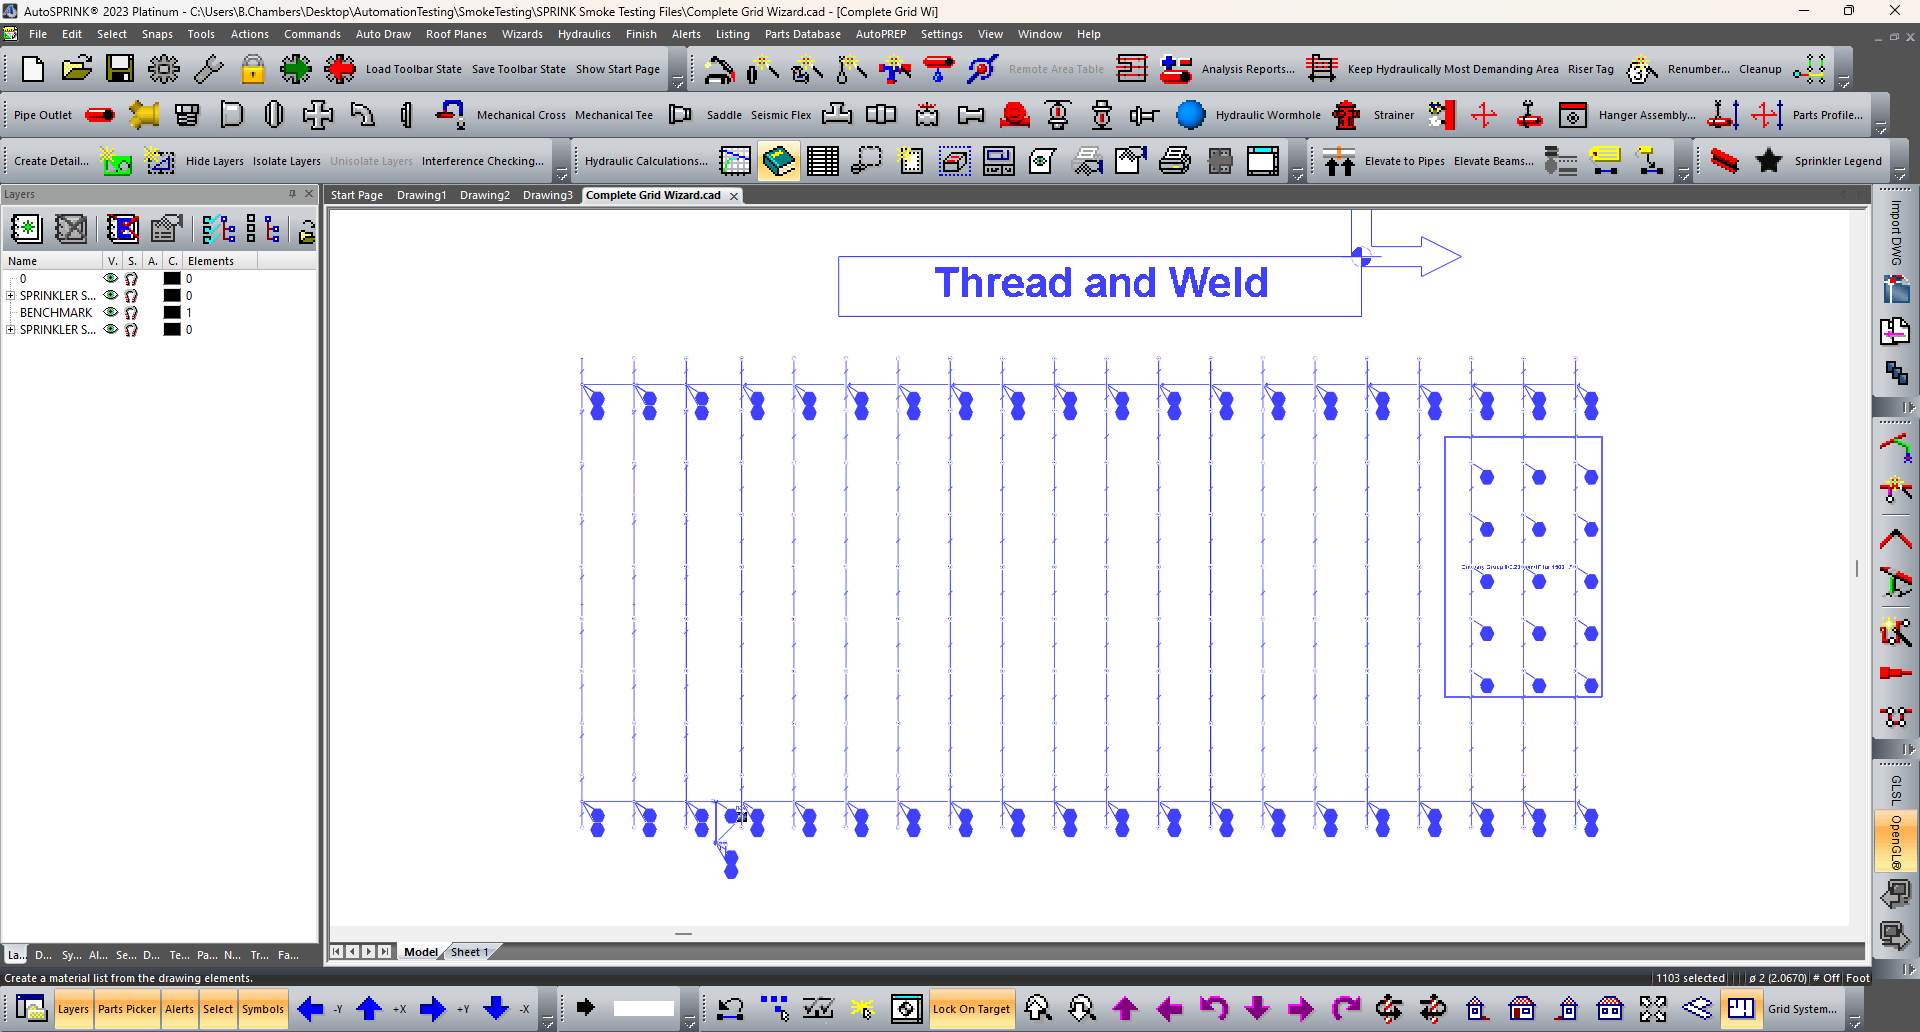 AutoSPRINK® 2023 Platinum - C:\Users\B.Chambers\Desktop\AutomationTesting\SmokeTesting\SPRINK Smoke Testing Files\Complete Grid Wizard.cad - [Complete Grid Wi]
File Edit Select Snaps Tools Actions Commands Auto Draw Roof Planes Wizards Hydraulics Finish Alerts Listing Parts Database AutoPREP Settings View Window Help
Load Toolbar State Save Toolbar State Show Start Page Remote Area Table Analysis Reports... Keep Hydraulically Most Demanding Area Riser Tag Renumber... Cleanup
Pipe Outlet Mechanical Cross Mechanical Tee Saddle Seismic Flex Hydraulic Wormhole Strainer Hanger Assembly... Parts Profile...
Create Detail... Hide Layers Isolate Layers Unisolate Layers Interference Checking... Hydraulic Calculations... Elevate to Pipes Elevate Beams... Sprinkler Legend
Layers
Start Page Drawing1 Drawing2 Drawing3 Complete Grid Wizard.cad
Name V. S. A. C. Elements
0 0
SPRINKLER S... 0
BENCHMARK 1
SPRINKLER S... 0
Thread and Weld
Import DWG
GLSL
OpenGL®
La... D... Sy... Al... Se... D... Te... Pa... N... Tr... Fa...
Model Sheet 1
Create a material list from the drawing elements.
1103 selected ø 2 (2.0670) # Off Foot
Layers Parts Picker Alerts Select Symbols -Y +X +Y -X Lock On Target Grid System...